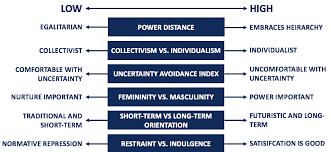 LOW HIGH
EGALITARIAN POWER DISTANCE EMBRACES HEIRARCHY
COLLECTIVIST COLLECTIVISM VS. INDIVIDUALISM INDIVIDUALIST
COMFORTABLE WITH
UNCERTAINTY UNCERTAINTY AVOIDANCE INDEX UNCOMFORTABLE WITH
UNCERTAINTY
NURTURE IMPORTANT FEMININITY VS. MASCULINITY POWER IMPORTANT
TRADITIONAL AND
SHORT-TERM SHORT-TERM VS LONG-TERM
ORIENTATION FUTURISTIC AND LONG-
TERM
NORMATIVE REPRESSION RESTRAINT VS. INDULGENCE SATISIFCATION IS GOOD